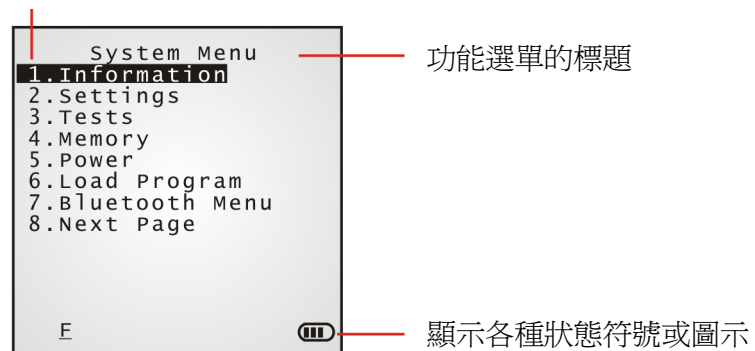 System Menu
功能選單的標題
1.Information
2.Settings
3.Tests
4.Memory
5.Power
6.Load Program
7.Bluetooth Menu
8.Next Page
F
顯示各種狀態符號或圖示